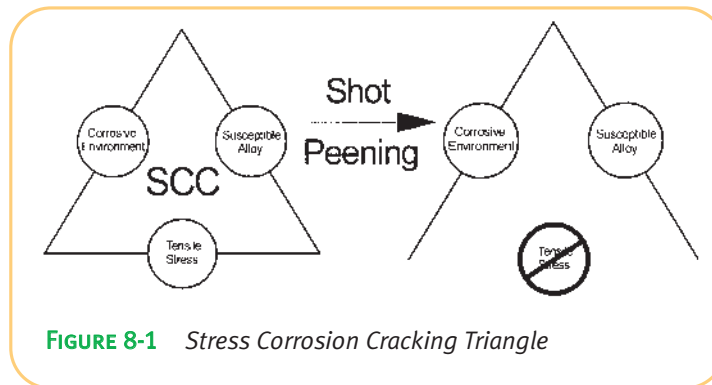 Shot
Peening
Corrosive
Environment
Susceptible
Alloy
SCC
Tensile
Stress
Corrosive
Environment
Susceptible
Alloy
Tensile
Stress
FIGURE 8-1 Stress Corrosion Cracking Triangle